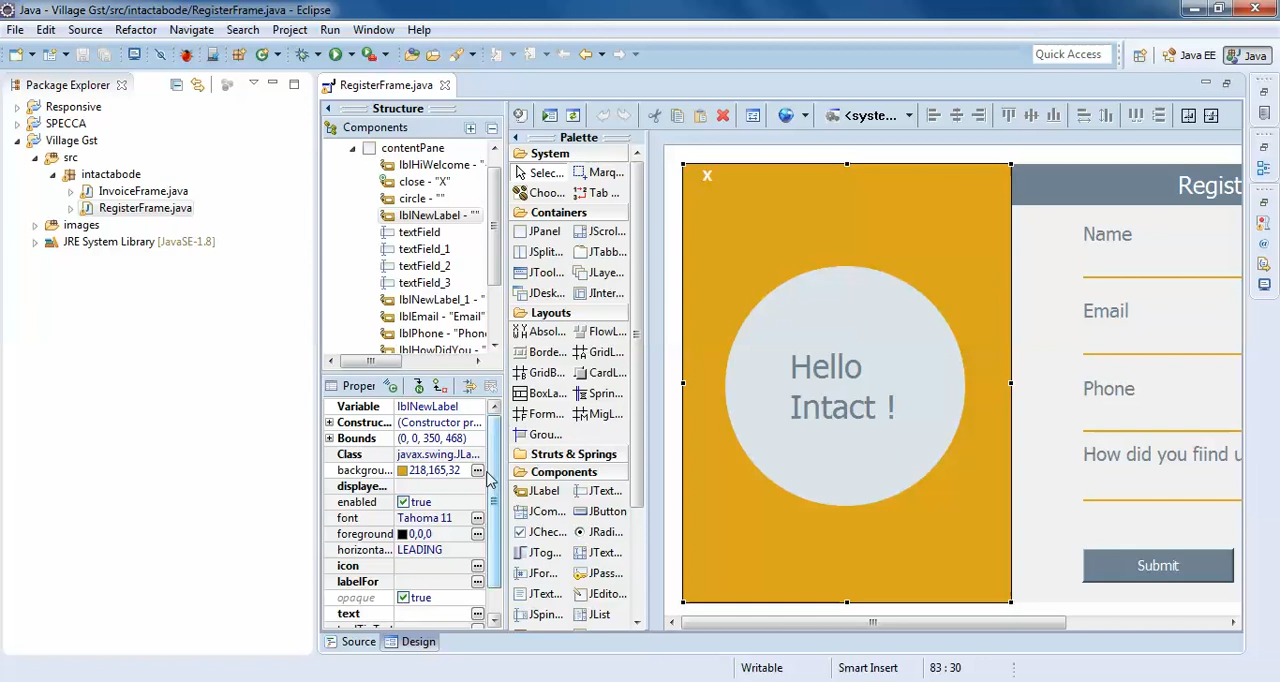 Java - Village Gst/src/intactabode/RegisterFrame.java - Eclipse
File Edit Source Refactor Navigate Search Project Run Window Help
Quick Access Java EE Java
Package Explorer
Responsive
SPECCA
Village Gst
src
intactabode
InvoiceFrame.java
RegisterFrame.java
images
JRE System Library [JavaSE-1.8]
RegisterFrame.java
Structure
Components
contentPane
lblHiWelcome - "
close - "X"
circle - ""
lblNewLabel - ""
textField
textField_1
textField_2
textField_3
lblNewLabel_1 - "
lblEmail - "Email"
lblPhone - "Phon
lblHowDidYou - "
Proper
Variable lblNewLabel
Construc... (Constructor pr...
Bounds (0, 0, 350, 468)
Class javax.swing.JLa...
backgrou... 218,165,32 ...
displaye...
enabled true
font Tahoma 11 ...
foreground 0,0,0 ...
horizonta... LEADING
icon ...
labelFor ...
opaque true
text ...
Source Design
<syste...
Palette
System
Selec... Marq...
Choo... Tab ...
Containers
JPanel JScrol...
JSplit... JTabb...
JTool... JLaye...
JDesk... JInter...
Layouts
Absol... FlowL...
Borde... GridL...
GridB... CardL...
BoxLa... Sprin...
Form... MigL...
Grou...
Struts & Springs
Components
JLabel JText...
JCom... JButton
JChec... JRadi...
JTog... JText...
JFor... JPass...
JText... JEdito...
JSpin... JList
X
Hello
Intact !
Regist
Name
Email
Phone
How did you fiind u
Submit
Writable Smart Insert 83 : 30